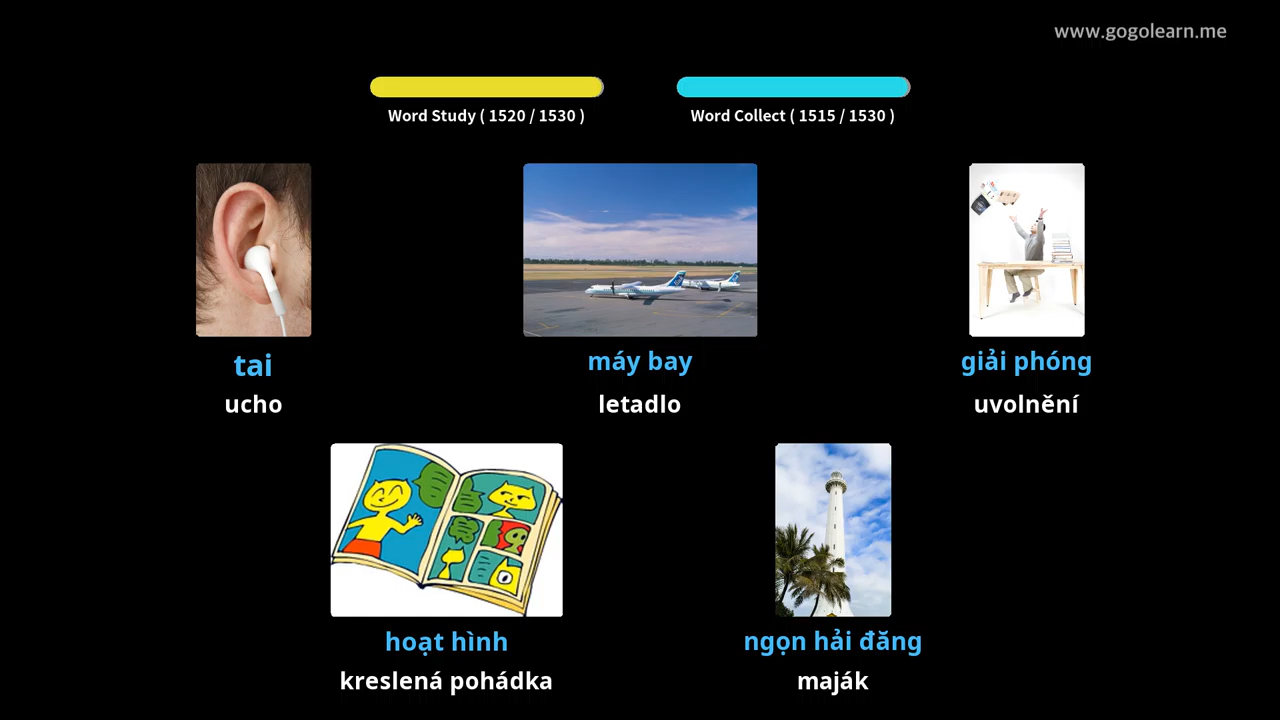 www.gogolearn.me
Word Study ( 1520 / 1530 )
Word Collect ( 1515 / 1530 )
tai
ucho
máy bay
letadlo
giải phóng
uvolnění
hoạt hình
kreslená pohádka
ngọn hải đăng
maják